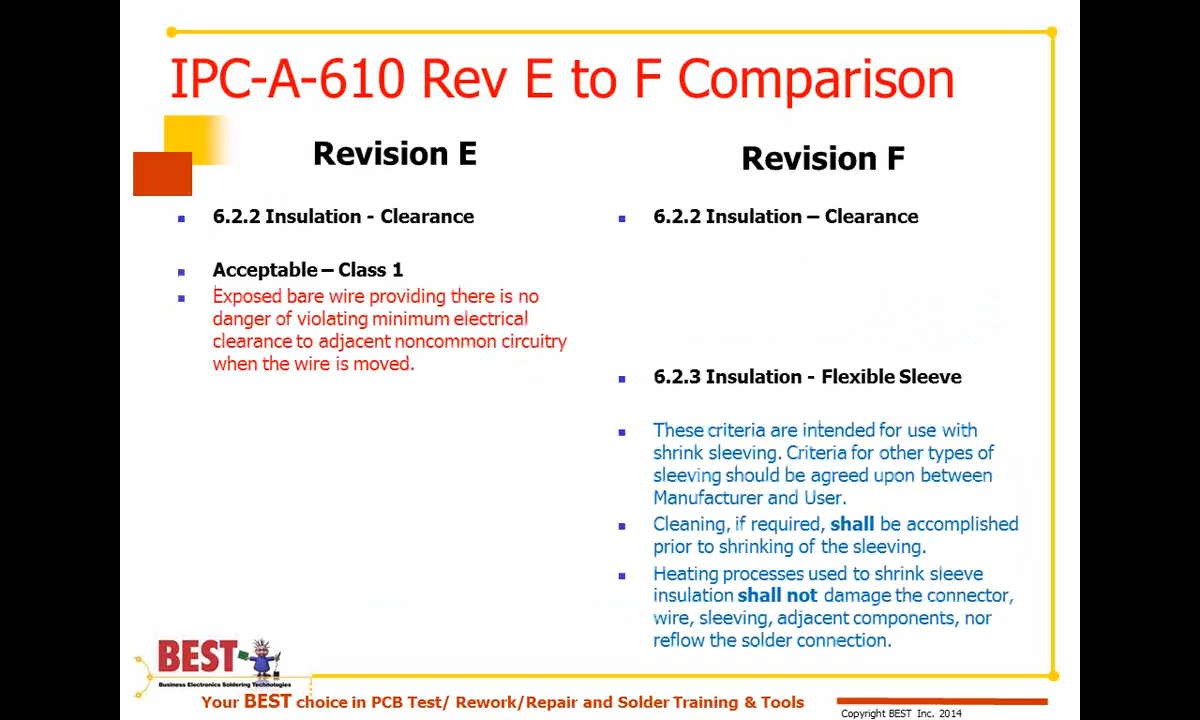 IPC-A-610 Rev E to F Comparison
Revision E
6.2.2 Insulation - Clearance
Acceptable – Class 1
Exposed bare wire providing there is no
danger of violating minimum electrical
clearance to adjacent noncommon circuitry
when the wire is moved.
Revision F
6.2.2 Insulation – Clearance
6.2.3 Insulation - Flexible Sleeve
These criteria are intended for use with
shrink sleeving. Criteria for other types of
sleeving should be agreed upon between
Manufacturer and User.
Cleaning, if required, shall be accomplished
prior to shrinking of the sleeving.
Heating processes used to shrink sleeve
insulation shall not damage the connector,
wire, sleeving, adjacent components, nor
reflow the solder connection.
BEST
Business Electronics Soldering Technologies
Your BEST choice in PCB Test/ Rework/Repair and Solder Training & Tools
Copyright BEST Inc. 2014